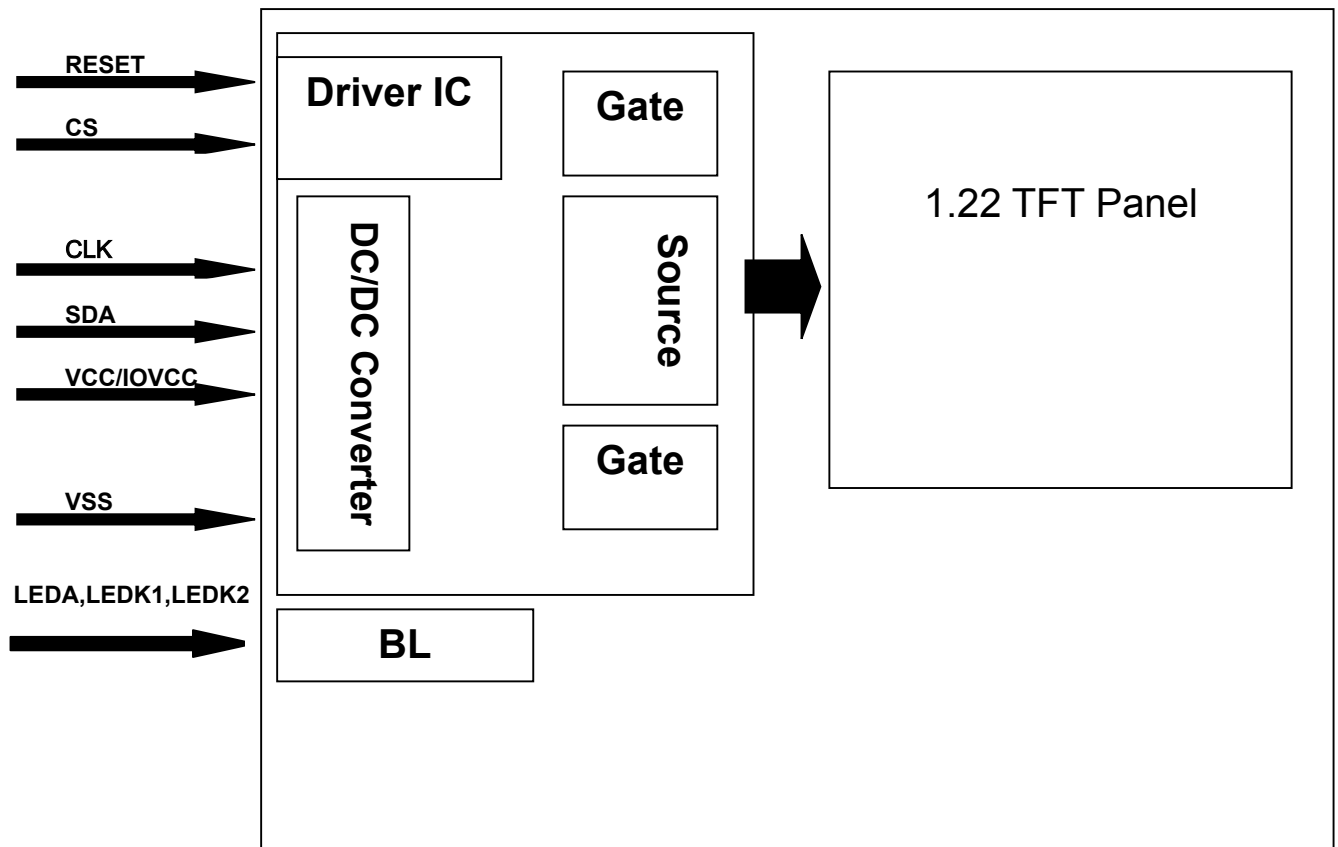 RESET
CS
CLK
SDA
VCC/IOVCC
VSS
LEDA,LEDK1,LEDK2
Driver IC
DC/DC Converter
Gate
Source
Gate
BL
1.22 TFT Panel